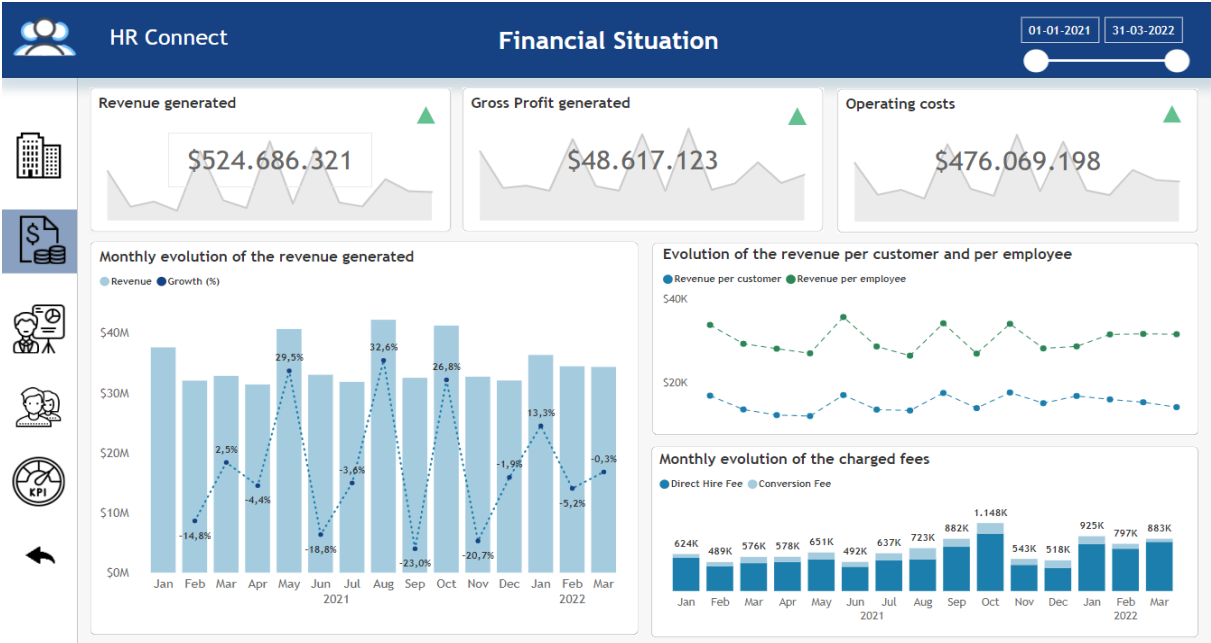 HR Connect
Financial Situation
01-01-2021
31-03-2022
Revenue generated
$524.686.321
Gross Profit generated
$48.617.123
Operating costs
$476.069.198
KPI
Monthly evolution of the revenue generated
Revenue Growth (%)
$40M
$30M
$20M
$10M
$0M
-14,8%
2,5%
-4,4%
29,5%
-18,8%
-3,6%
32,6%
-23,0%
26,8%
-20,7%
-1,9%
13,3%
-5,2%
-0,3%
Jan Feb Mar Apr May Jun Jul Aug Sep Oct Nov Dec Jan Feb Mar
2021 2022
Evolution of the revenue per customer and per employee
Revenue per customer Revenue per employee
$40K
$20K
Monthly evolution of the charged fees
Direct Hire Fee Conversion Fee
624K 489K 576K 578K 651K 492K 637K 723K 882K 1.148K 543K 518K 925K 797K 883K
Jan Feb Mar Apr May Jun Jul Aug Sep Oct Nov Dec Jan Feb Mar
2021 2022